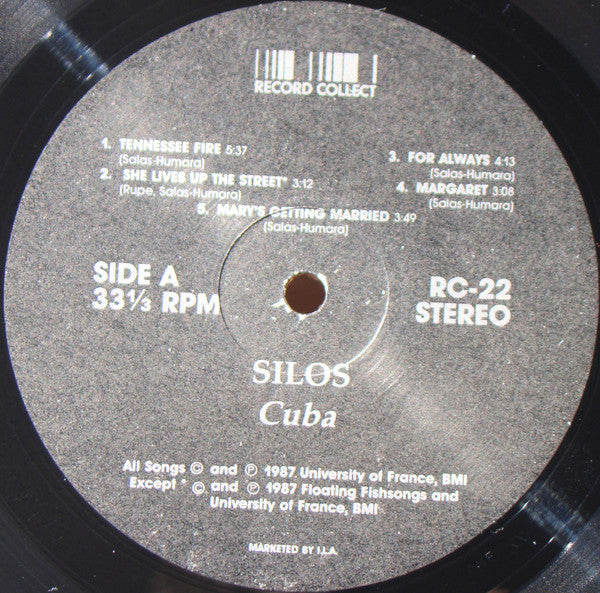 RECORD COLLECT
1. TENNESSEE FIRE 5:37
(Salas-Humara)
2. SHE LIVES UP THE STREET* 3:12
(Rupe, Salas-Humara)
3. FOR ALWAYS 4:13
(Salas-Humara)
4. MARGARET 3:08
(Salas-Humara)
5. MARY'S GETTING MARRIED 3:49
(Salas-Humara)
SIDE A
33⅓ RPM
RC-22
STEREO
SILOS
Cuba
All Songs © and ℗ 1987 University of France, BMI
Except * © and ℗ 1987 Floating Fishsongs and
University of France, BMI
MARKETED BY I.L.A.